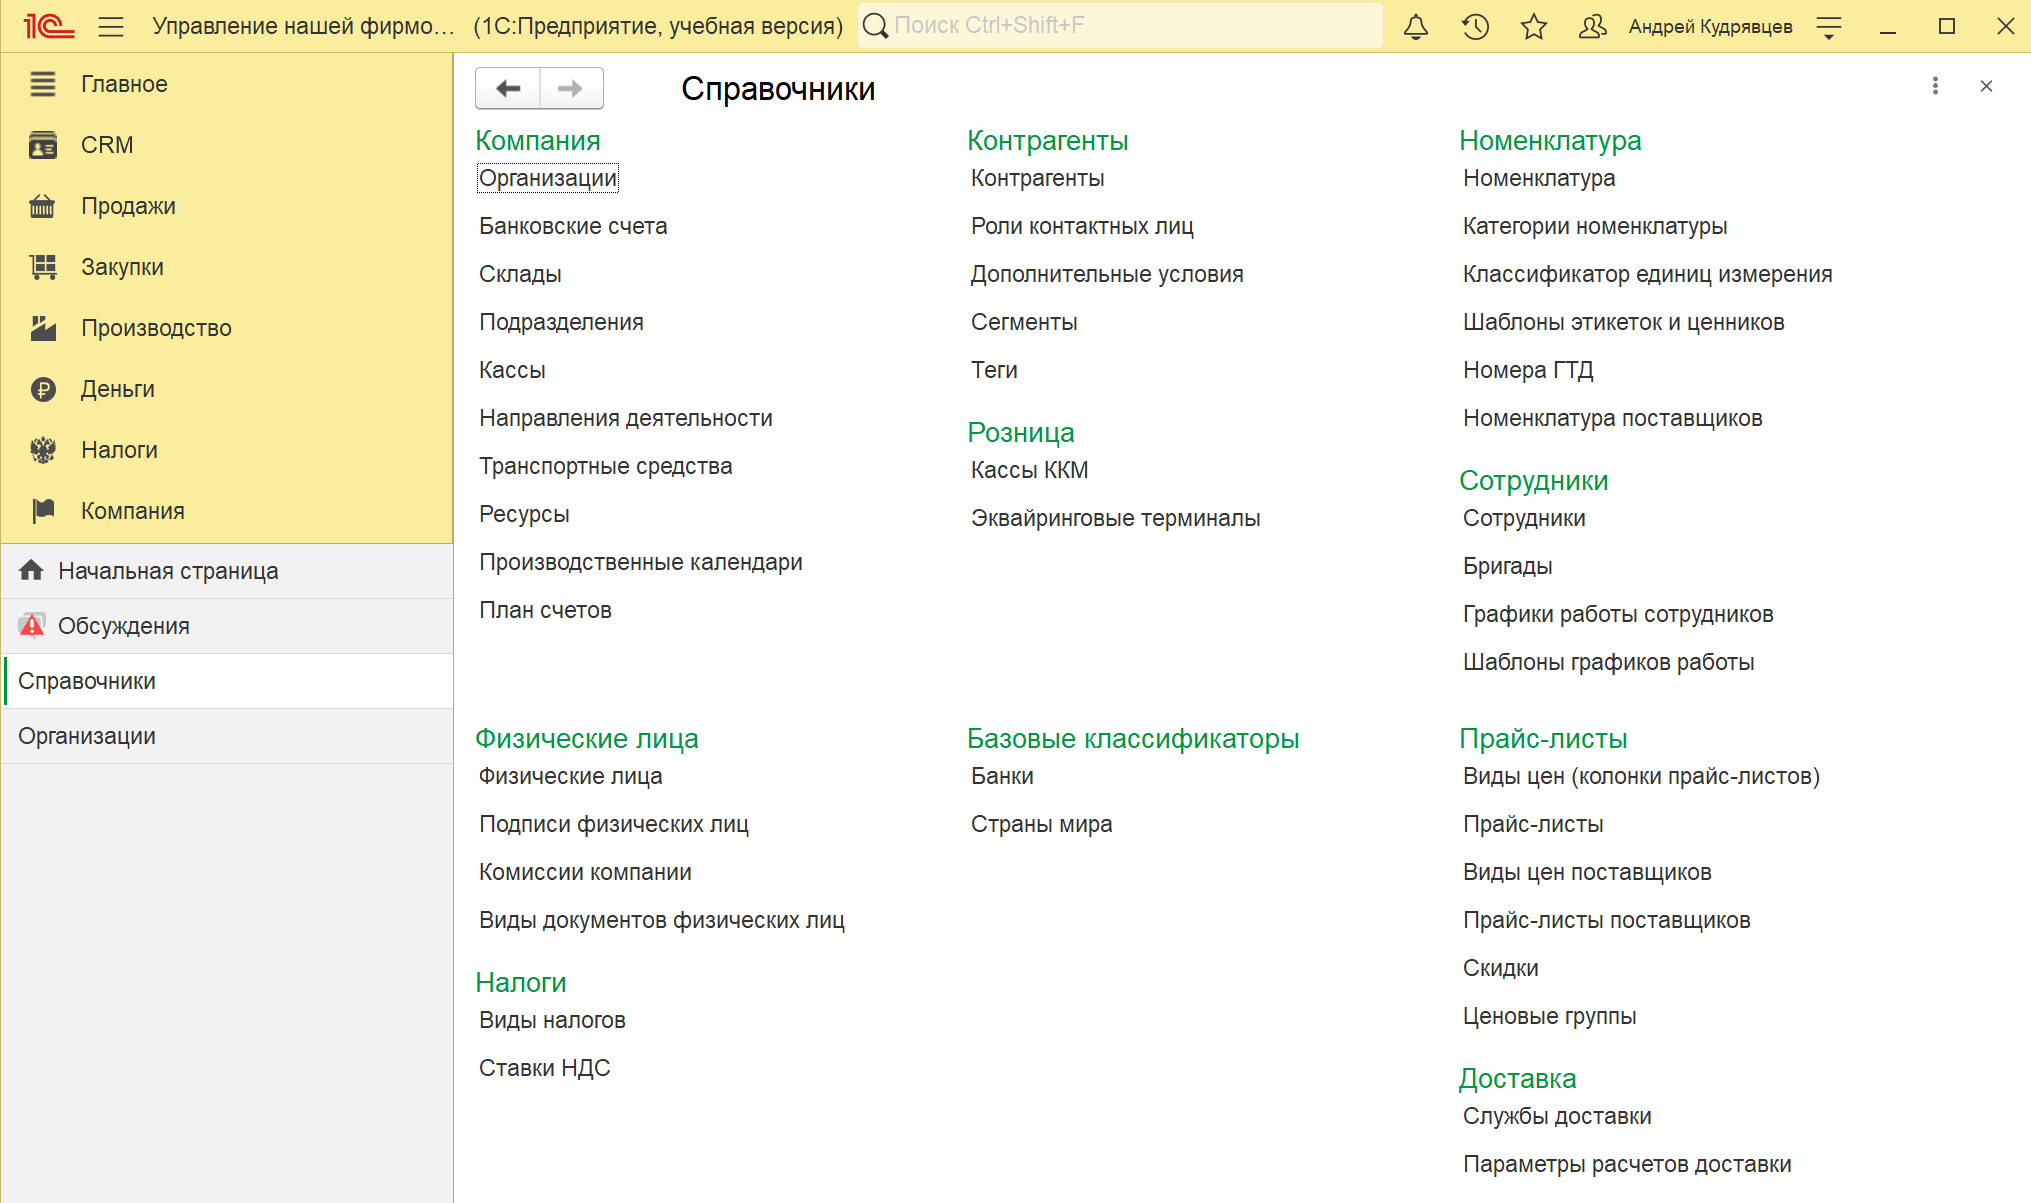 1С
Управление нашей фирмо... (1С:Предприятие, учебная версия)
Поиск Ctrl+Shift+F
Андрей Кудрявцев
Главное
CRM
Продажи
Закупки
Производство
Деньги
Налоги
Компания
Начальная страница
Обсуждения
Справочники
Организации
Справочники
Компания
Организации
Банковские счета
Склады
Подразделения
Кассы
Направления деятельности
Транспортные средства
Ресурсы
Производственные календари
План счетов
Контрагенты
Контрагенты
Роли контактных лиц
Дополнительные условия
Сегменты
Теги
Розница
Кассы ККМ
Эквайринговые терминалы
Номенклатура
Номенклатура
Категории номенклатуры
Классификатор единиц измерения
Шаблоны этикеток и ценников
Номера ГТД
Номенклатура поставщиков
Сотрудники
Сотрудники
Бригады
Графики работы сотрудников
Шаблоны графиков работы
Физические лица
Физические лица
Подписи физических лиц
Комиссии компании
Виды документов физических лиц
Налоги
Виды налогов
Ставки НДС
Базовые классификаторы
Банки
Страны мира
Прайс-листы
Виды цен (колонки прайс-листов)
Прайс-листы
Виды цен поставщиков
Прайс-листы поставщиков
Скидки
Ценовые группы
Доставка
Службы доставки
Параметры расчетов доставки